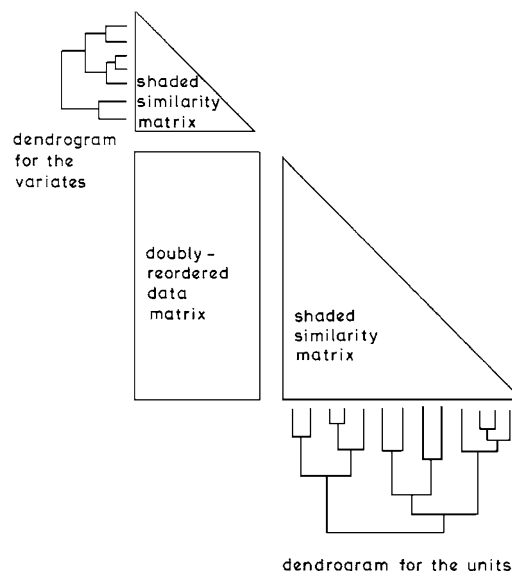 shaded
similarity
matrix
dendrogram
for the
variates
doubly-
reordered
data
matrix
shaded
similarity
matrix
dendrogram for the units